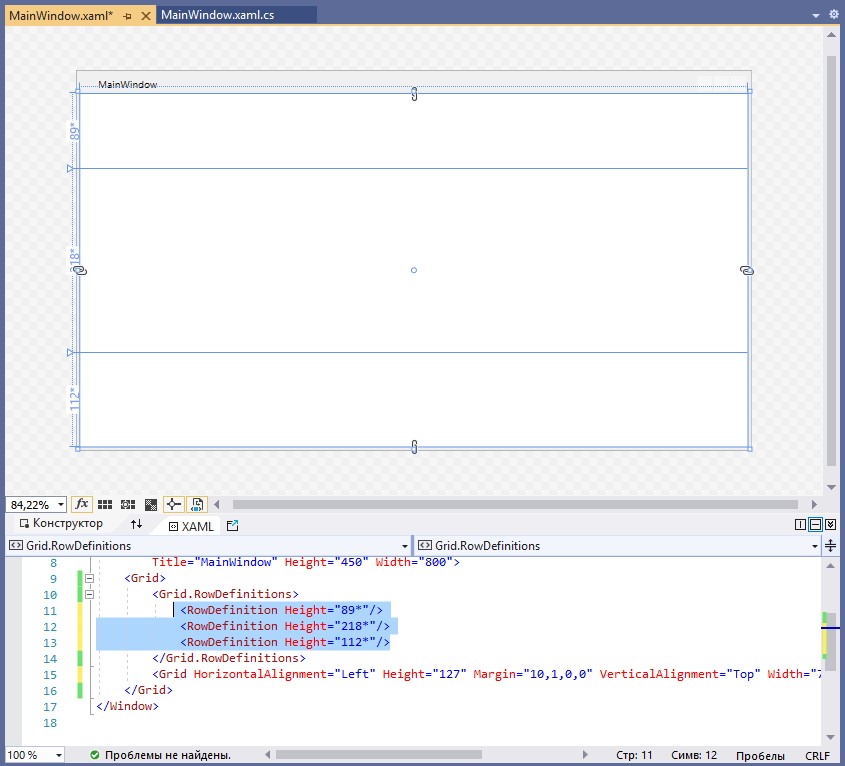 MainWindow.xaml* MainWindow.xaml.cs
MainWindow
89*
218*
112*
84,22% fx
Конструктор XAML
Grid.RowDefinitions Grid.RowDefinitions
8 Title="MainWindow" Height="450" Width="800">
9 <Grid>
10 <Grid.RowDefinitions>
11 <RowDefinition Height="89*"/>
12 <RowDefinition Height="218*"/>
13 <RowDefinition Height="112*"/>
14 </Grid.RowDefinitions>
15 <Grid HorizontalAlignment="Left" Height="127" Margin="10,1,0,0" VerticalAlignment="Top" Width="7
16 </Grid>
17 </Window>
18
100 % Проблемы не найдены. Стр: 11 Симв: 12 Пробелы CRLF